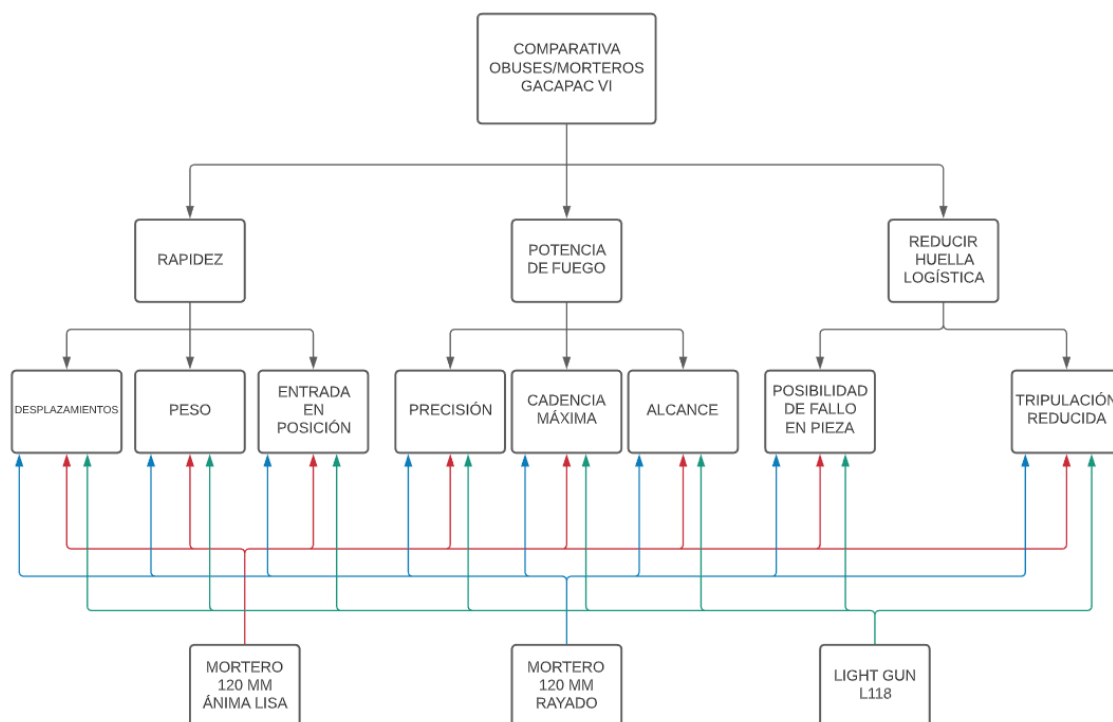 COMPARATIVA
OBUSES/MORTEROS
GACAPAC VI
RAPIDEZ
POTENCIA
DE FUEGO
REDUCIR
HUELLA
LOGÍSTICA
DESPLAZAMIENTOS
PESO
ENTRADA
EN
POSICIÓN
PRECISIÓN
CADENCIA
MÁXIMA
ALCANCE
POSIBILIDAD
DE FALLO
EN PIEZA
TRIPULACIÓN
REDUCIDA
MORTERO
120 MM
ÁNIMA LISA
MORTERO
120 MM
RAYADO
LIGHT GUN
L118